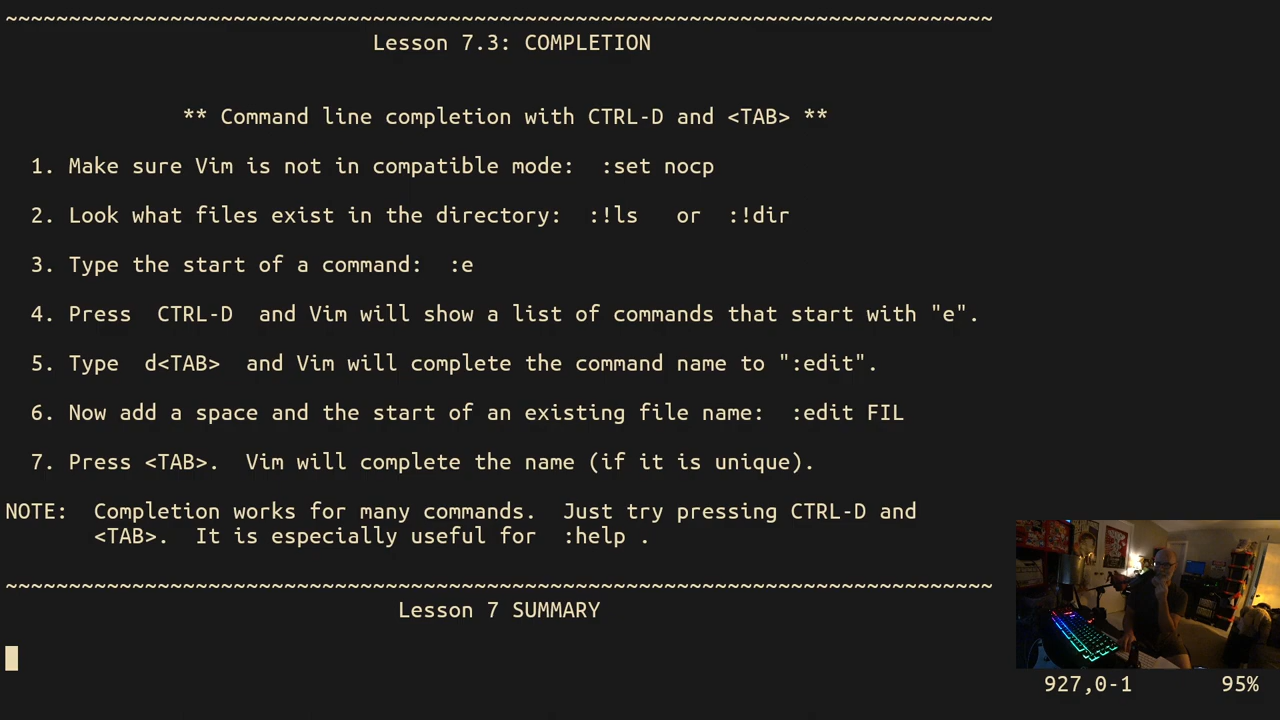 ~~~~~~~~~~~~~~~~~~~~~~~~~~~~~~~~~~~~~~~~~~~~~~~~~~~~~~~~~~~~~~~~~~~~~~~~~~~~~~
Lesson 7.3: COMPLETION
** Command line completion with CTRL-D and <TAB> **
1. Make sure Vim is not in compatible mode:  :set nocp
2. Look what files exist in the directory:  :!ls   or  :!dir
3. Type the start of a command:  :e
4. Press  CTRL-D  and Vim will show a list of commands that start with "e".
5. Type  d<TAB>  and Vim will complete the command name to ":edit".
6. Now add a space and the start of an existing file name:  :edit FIL
7. Press <TAB>.  Vim will complete the name (if it is unique).
NOTE:  Completion works for many commands.  Just try pressing CTRL-D and
<TAB>.  It is especially useful for  :help .
~~~~~~~~~~~~~~~~~~~~~~~~~~~~~~~~~~~~~~~~~~~~~~~~~~~~~~~~~~~~~~~~~~~~~~~~~~~~~~
Lesson 7 SUMMARY
927,0-1 95%